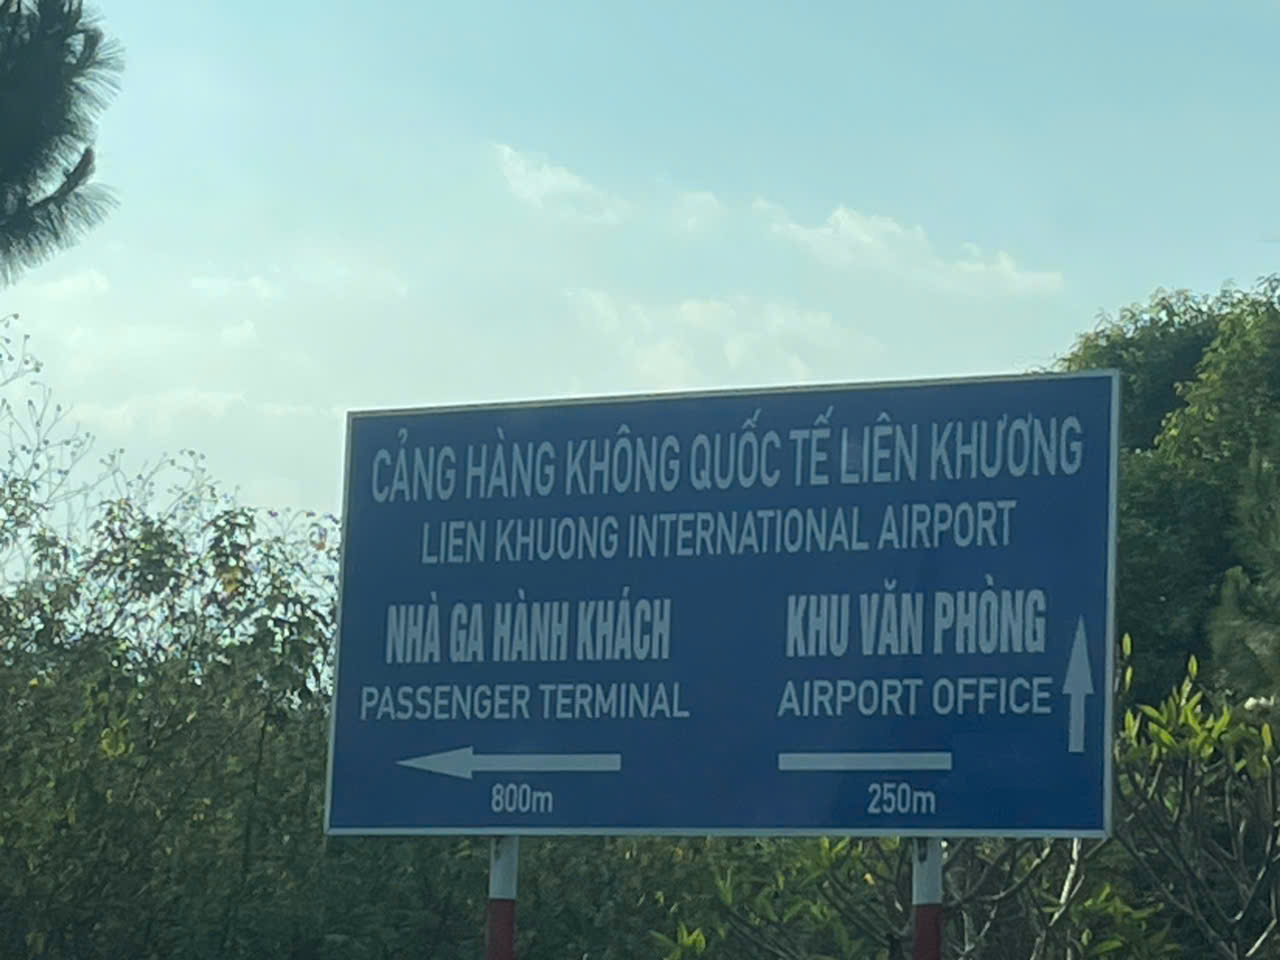 CẢNG HÀNG KHÔNG QUỐC TẾ LIÊN KHƯƠNG
LIEN KHUONG INTERNATIONAL AIRPORT
NHÀ GA HÀNH KHÁCH
PASSENGER TERMINAL
800m
KHU VĂN PHÒNG
AIRPORT OFFICE
250m